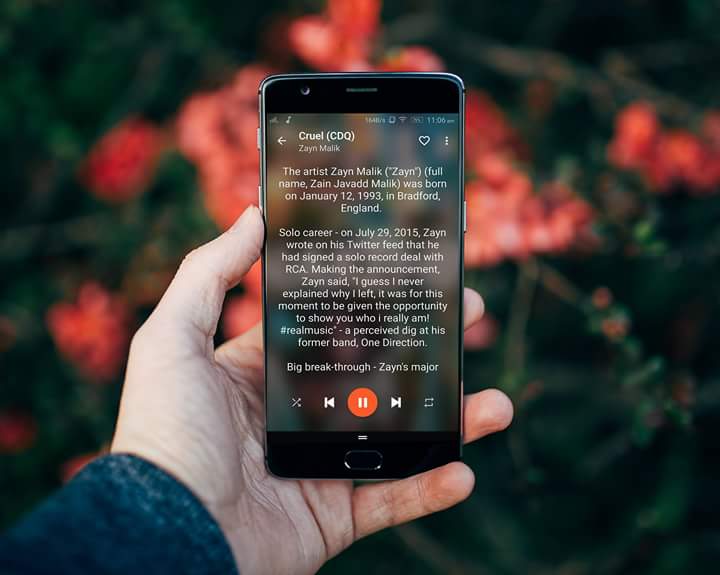 164B/s 11:06 am
Cruel (CDQ)
Zayn Malik
The artist Zayn Malik ("Zayn") (full
name, Zain Javadd Malik) was born
on January 12, 1993, in Bradford,
England.
Solo career - on July 29, 2015, Zayn
wrote on his Twitter feed that he
had signed a solo record deal with
RCA. Making the announcement,
Zayn said, "I guess I never
explained why I left, it was for this
moment to be given the opportunity
to show you who i really am!
#realmusic" - a perceived dig at his
former band, One Direction.
Big break-through - Zayn's major